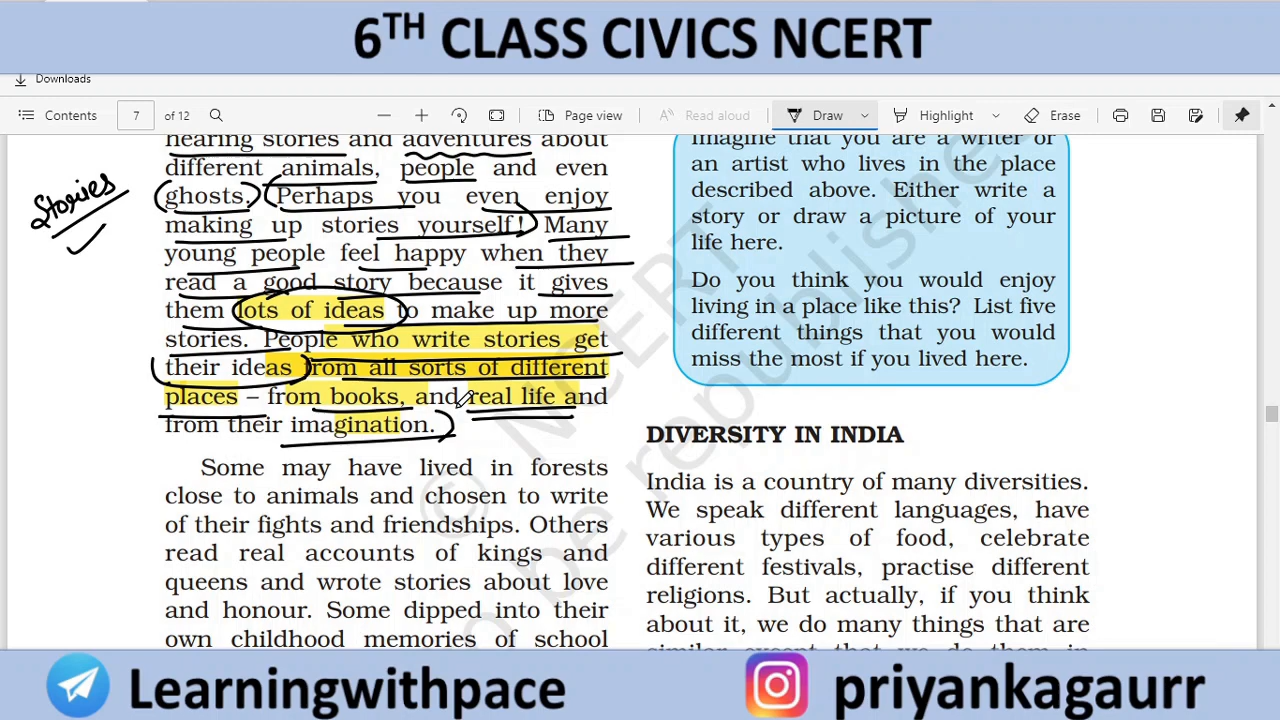 6TH CLASS CIVICS NCERT
Downloads
Contents
7
of 12
Page view
Read aloud
Draw
Highlight
Erase
hearing stories and adventures about
different animals, people and even
ghosts. Perhaps you even enjoy
making up stories yourself! Many
young people feel happy when they
read a good story because it gives
them lots of ideas to make up more
stories. People who write stories get
their ideas from all sorts of different
places – from books, and real life and
from their imagination.
Stories
Some may have lived in forests
close to animals and chosen to write
of their fights and friendships. Others
read real accounts of kings and
queens and wrote stories about love
and honour. Some dipped into their
own childhood memories of school
Imagine that you are a writer or
an artist who lives in the place
described above. Either write a
story or draw a picture of your
life here.
Do you think you would enjoy
living in a place like this? List five
different things that you would
miss the most if you lived here.
DIVERSITY IN INDIA
India is a country of many diversities.
We speak different languages, have
various types of food, celebrate
different festivals, practise different
religions. But actually, if you think
about it, we do many things that are
similar except that we do them in
© NCERT
be republishe
Learningwithpace
priyankagaurr